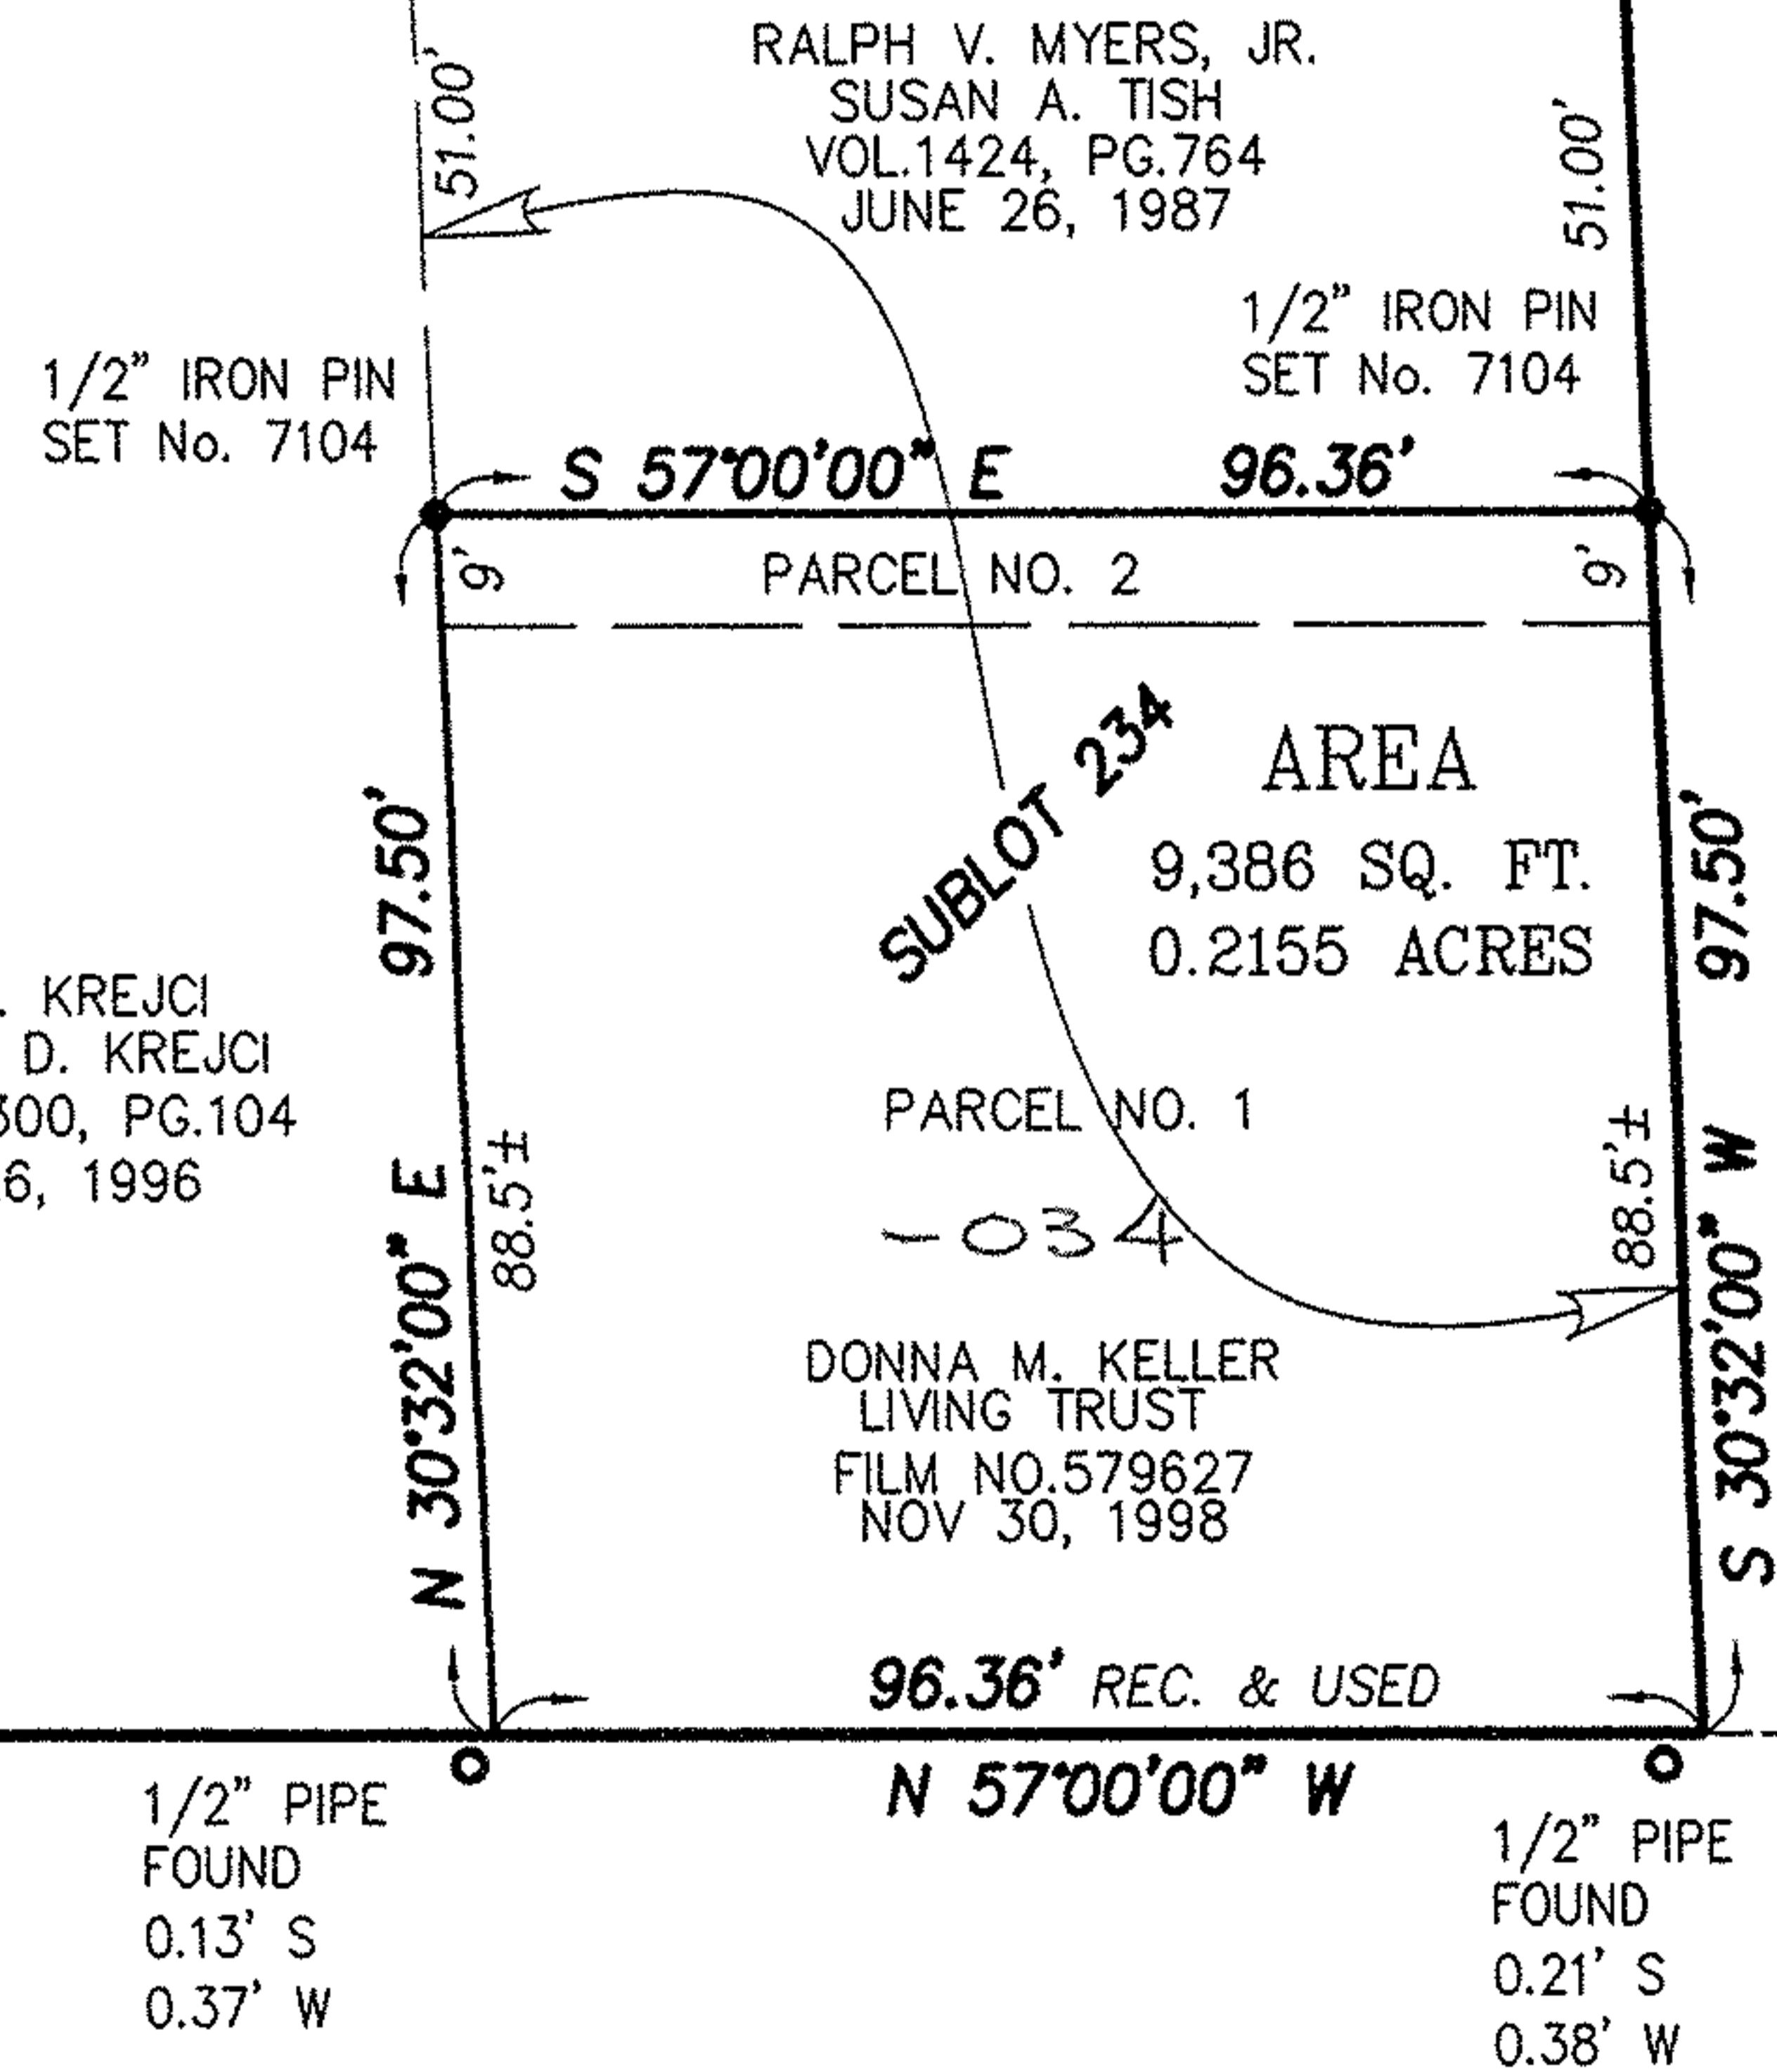 RALPH V. MYERS, JR.
SUSAN A. TISH
VOL.1424, PG.764
JUNE 26, 1987
51.00'
51.00'
1/2" IRON PIN
SET No. 7104
1/2" IRON PIN
SET No. 7104
S 57°00'00" E 96.36'
9'
PARCEL NO. 2
9'
SUBLOT 234
AREA
9,386 SQ. FT.
0.2155 ACRES
N 30°32'00" E 97.50'
S 30°32'00" W 97.50'
. KREJCI
D. KREJCI
300, PG.104
6, 1996
88.5'±
88.5'±
PARCEL NO. 1
-034
DONNA M. KELLER
LIVING TRUST
FILM NO.579627
NOV 30, 1998
96.36' REC. & USED
N 57°00'00" W
1/2" PIPE
FOUND
0.13' S
0.37' W
1/2" PIPE
FOUND
0.21' S
0.38' W